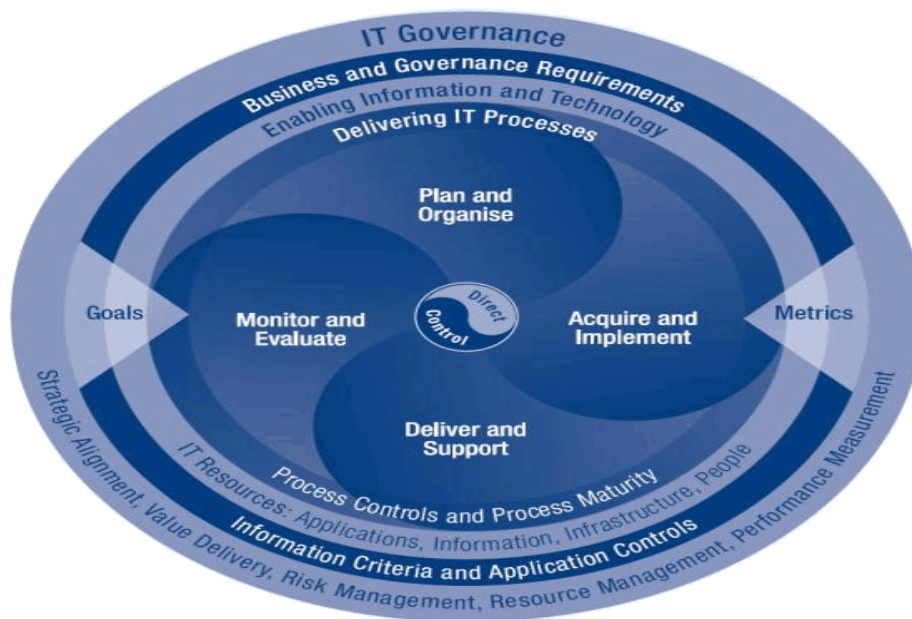 IT Governance
Business and Governance Requirements
Enabling Information and Technology
Delivering IT Processes
Plan and
Organise
Goals
Monitor and
Evaluate
Direct
Control
Acquire and
Implement
Metrics
Deliver and
Support
Process Controls and Process Maturity
IT Resources: Applications, Information, Infrastructure, People
Information Criteria and Application Controls
Strategic Alignment, Value Delivery, Risk Management, Resource Management, Performance Measurement